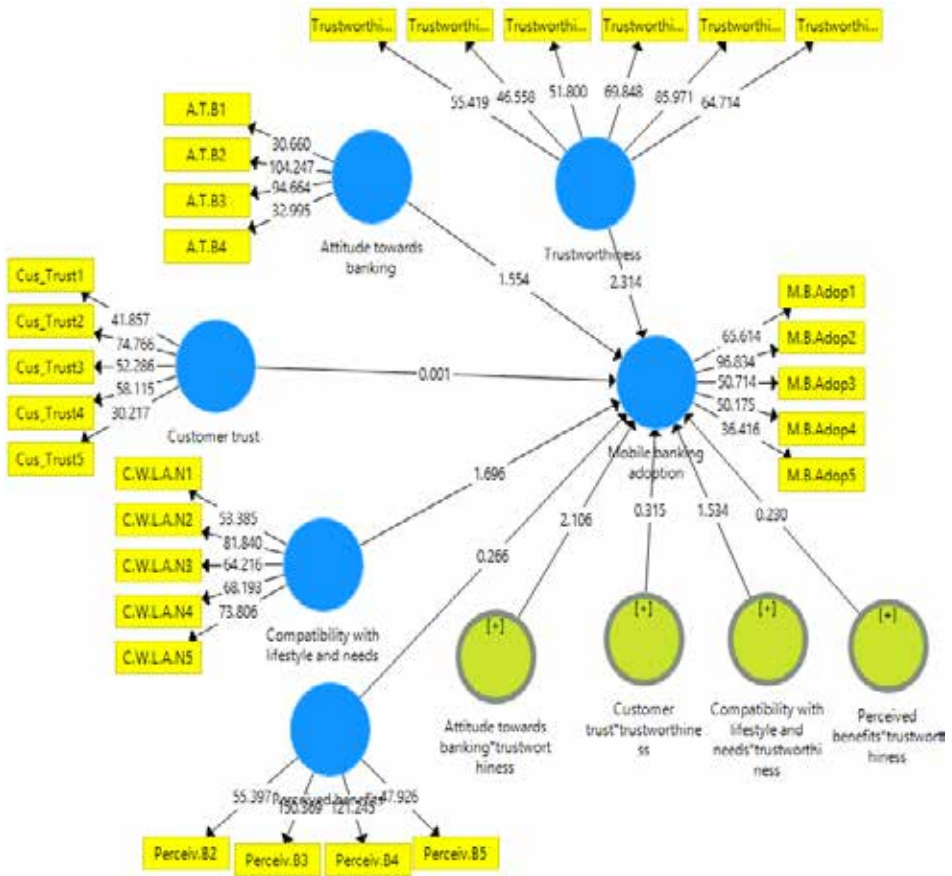 Trustworthi...
Trustworthi...
Trustworthi...
Trustworthi...
Trustworthi...
Trustworthi...
55.419
46.558
51.800
69.848
85.971
64.714
A.T.B1
A.T.B2
A.T.B3
A.T.B4
30.660
104.247
94.664
32.995
Attitude towards
banking
Trustworthiness
1.554
2.314
Cus_Trust1
Cus_Trust2
Cus_Trust3
Cus_Trust4
Cus_Trust5
41.857
74.766
52.286
58.115
30.217
Customer trust
0.001
M.B.Adop1
M.B.Adop2
M.B.Adop3
M.B.Adop4
M.B.Adop5
65.614
96.834
50.714
50.175
36.416
Mobile banking
adoption
C.W.L.A.N1
C.W.L.A.N2
C.W.L.A.N3
C.W.L.A.N4
C.W.L.A.N5
53.385
81.840
64.216
68.193
73.806
Compatibility with
lifestyle and needs
1.696
0.266
2.106
0.315
1.534
0.230
[+]
[+]
[+]
[+]
Attitude towards
banking*trustwort
hiness
Customer
trust*trustworthine
ss
Compatibility with
lifestyle and
needs*trustworthi
ness
Perceived
benefits*trustwort
hiness
Perceived benefits
55.397
150.369
121.245
47.926
Perceiv.B2
Perceiv.B3
Perceiv.B4
Perceiv.B5